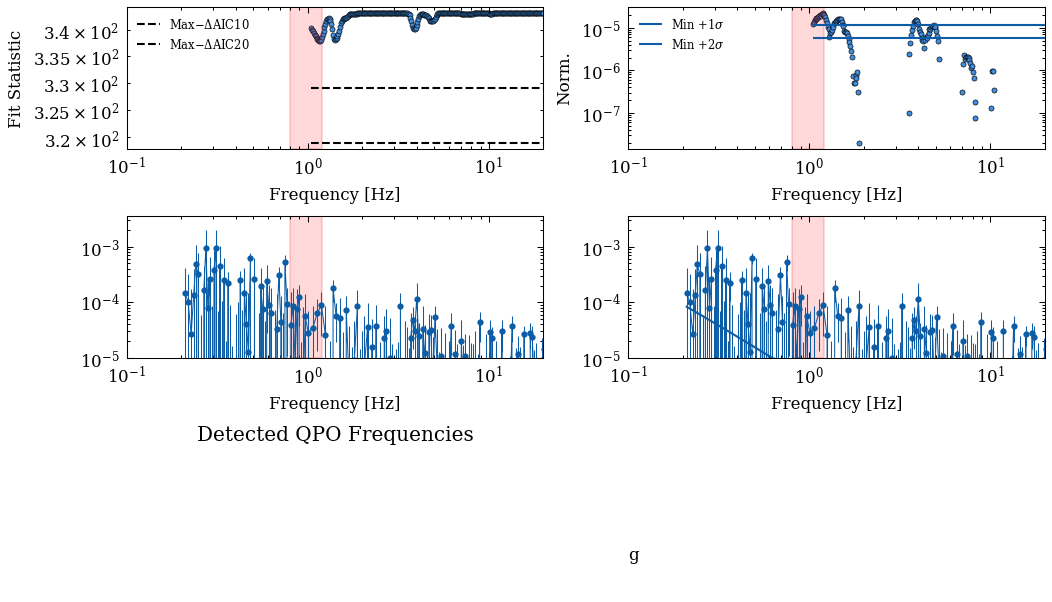 Max−ΔAIC10
Max−ΔAIC20
Fit Statistic
3.4 × 10²
3.35 × 10²
3.3 × 10²
3.25 × 10²
3.2 × 10²
10⁻¹ 10⁰ 10¹
Frequency [Hz]
Min +1σ
Min +2σ
Norm.
10⁻⁵
10⁻⁶
10⁻⁷
10⁻¹ 10⁰ 10¹
Frequency [Hz]
10⁻³
10⁻⁴
10⁻⁵
10⁻¹ 10⁰ 10¹
Frequency [Hz]
10⁻³
10⁻⁴
10⁻⁵
10⁻¹ 10⁰ 10¹
Frequency [Hz]
Detected QPO Frequencies
g